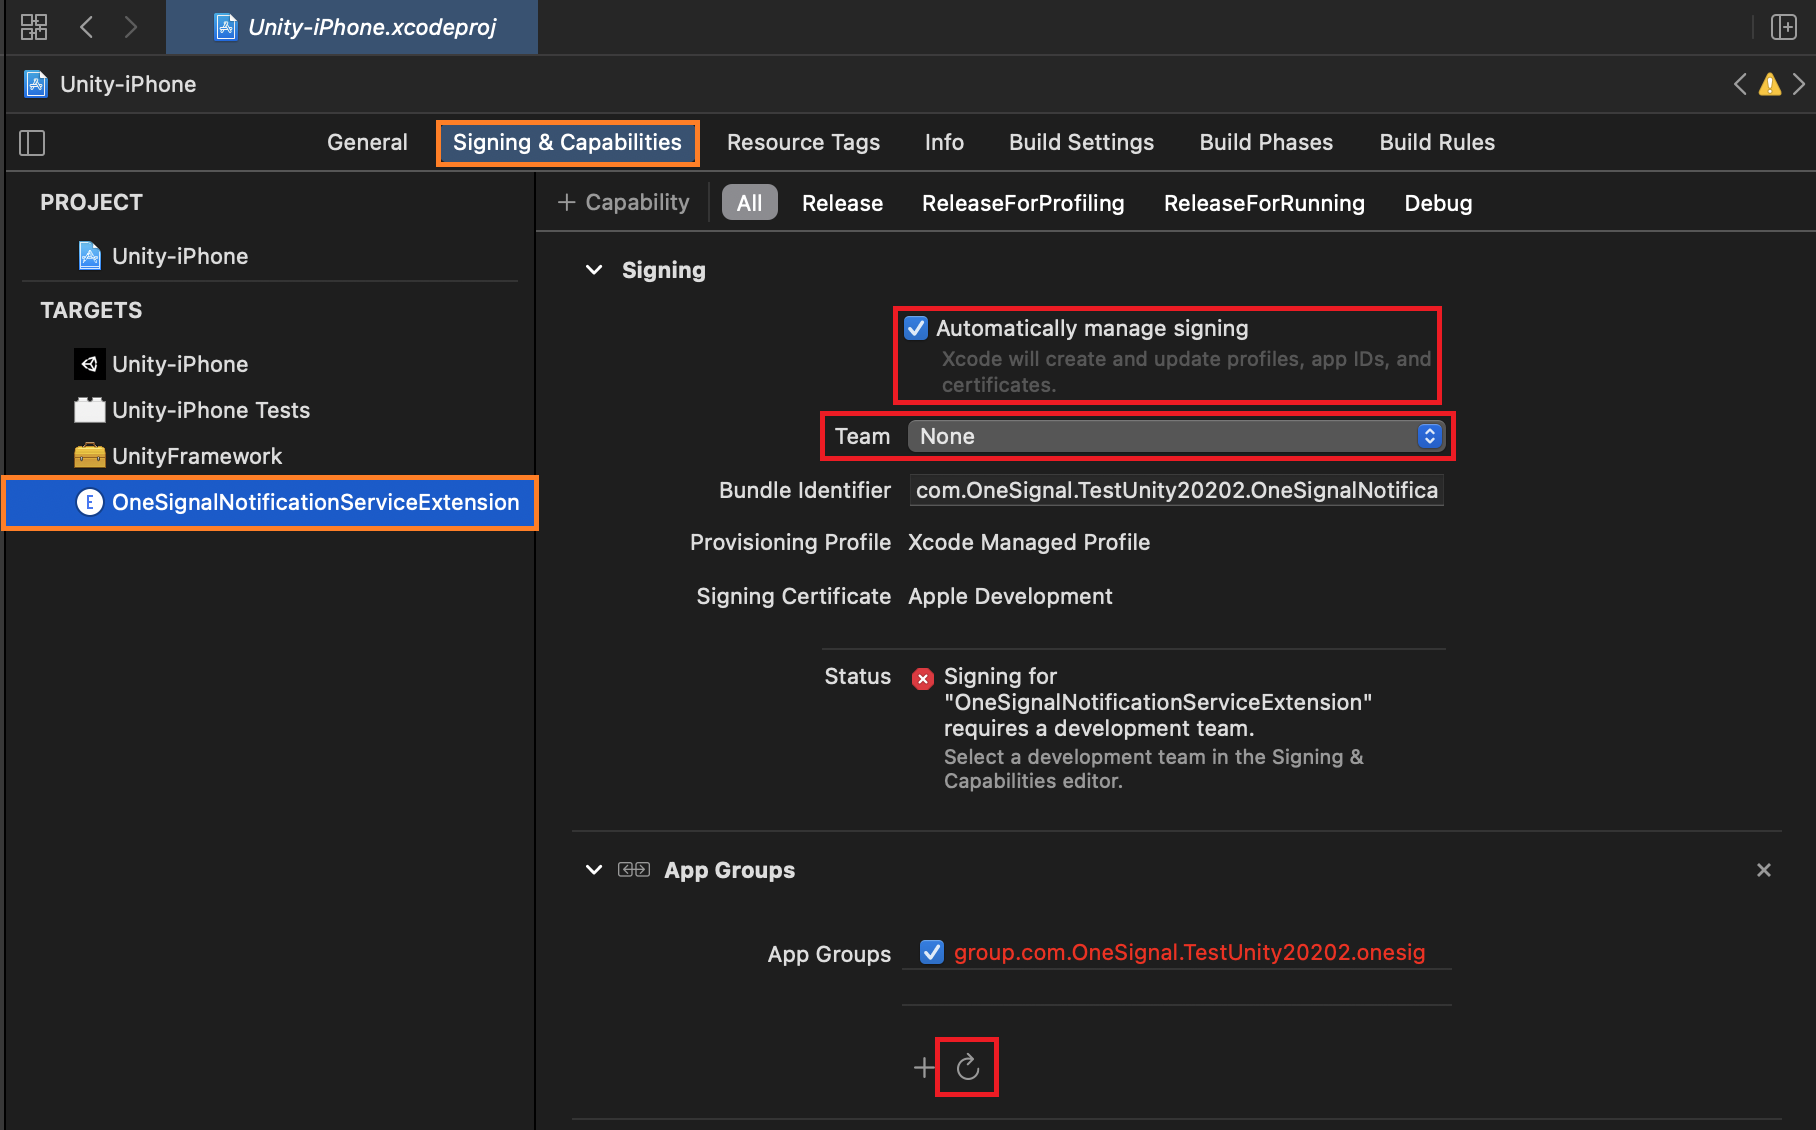 Unity-iPhone.xcodeproj
Unity-iPhone
General Signing & Capabilities Resource Tags Info Build Settings Build Phases Build Rules
PROJECT
Unity-iPhone
TARGETS
Unity-iPhone
Unity-iPhone Tests
UnityFramework
E OneSignalNotificationServiceExtension
+ Capability All Release ReleaseForProfiling ReleaseForRunning Debug
Signing
Automatically manage signing
Xcode will create and update profiles, app IDs, and
certificates.
Team None
Bundle Identifier com.OneSignal.TestUnity20202.OneSignalNotifica
Provisioning Profile Xcode Managed Profile
Signing Certificate Apple Development
Status Signing for
"OneSignalNotificationServiceExtension"
requires a development team.
Select a development team in the Signing &
Capabilities editor.
App Groups
App Groups group.com.OneSignal.TestUnity20202.onesig